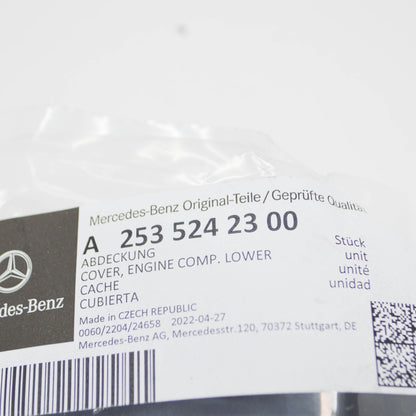 Mercedes-Benz Original-Teile / Geprüfte Qualität
A 253 524 23 00
ABDECKUNG
COVER, ENGINE COMP. LOWER
CACHE
CUBIERTA
Stück
unit
unité
unidad
Made in CZECH REPUBLIC
0060/2204/24658 2022-04-27
Mercedes-Benz AG, Mercedesstr.120, 70372 Stuttgart, DE
des-Benz